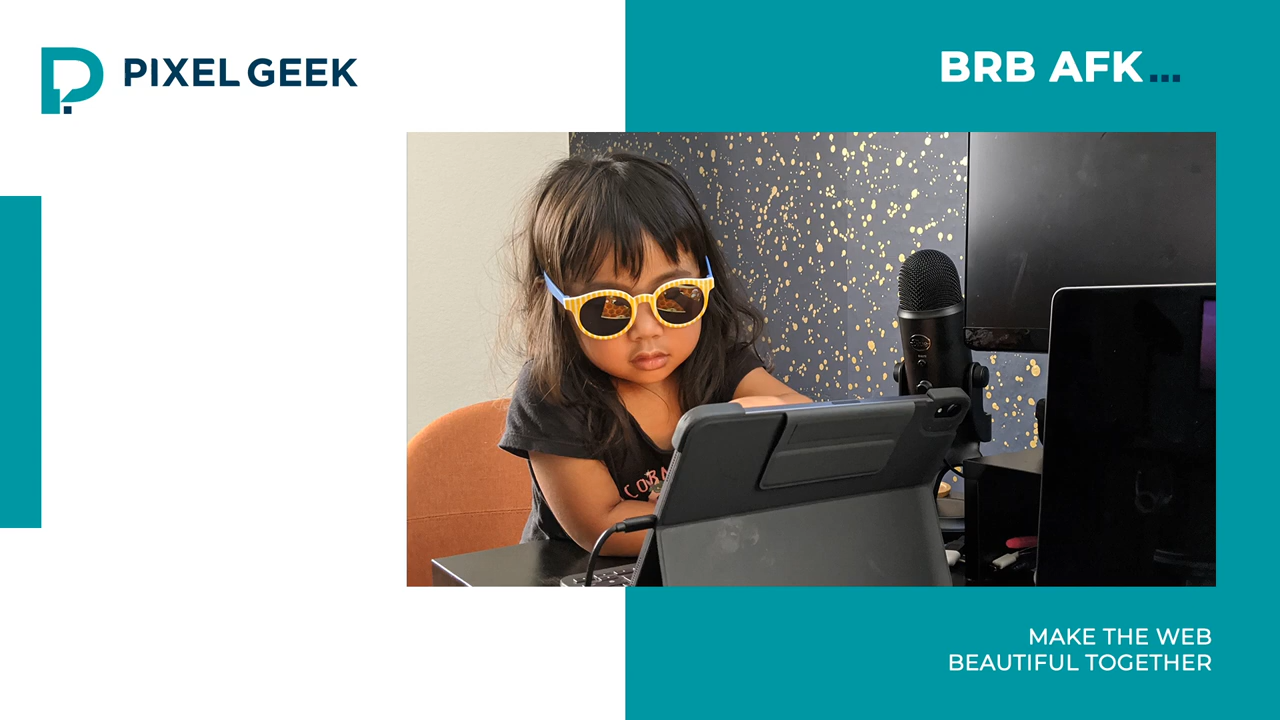 PIXEL GEEK
BRB AFK...
MAKE THE WEB
BEAUTIFUL TOGETHER